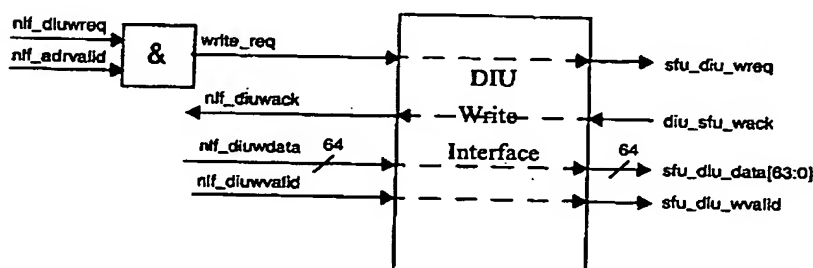 nlf_diuwreq
nlf_adrvalid
&
write_req
sfu_diu_wreq
DIU
nlf_diuwack
Write
diu_sfu_wack
nlf_diuwdata
64
Interface
64
sfu_diu_data[63:0]
nlf_diuwvalid
sfu_diu_wvalid